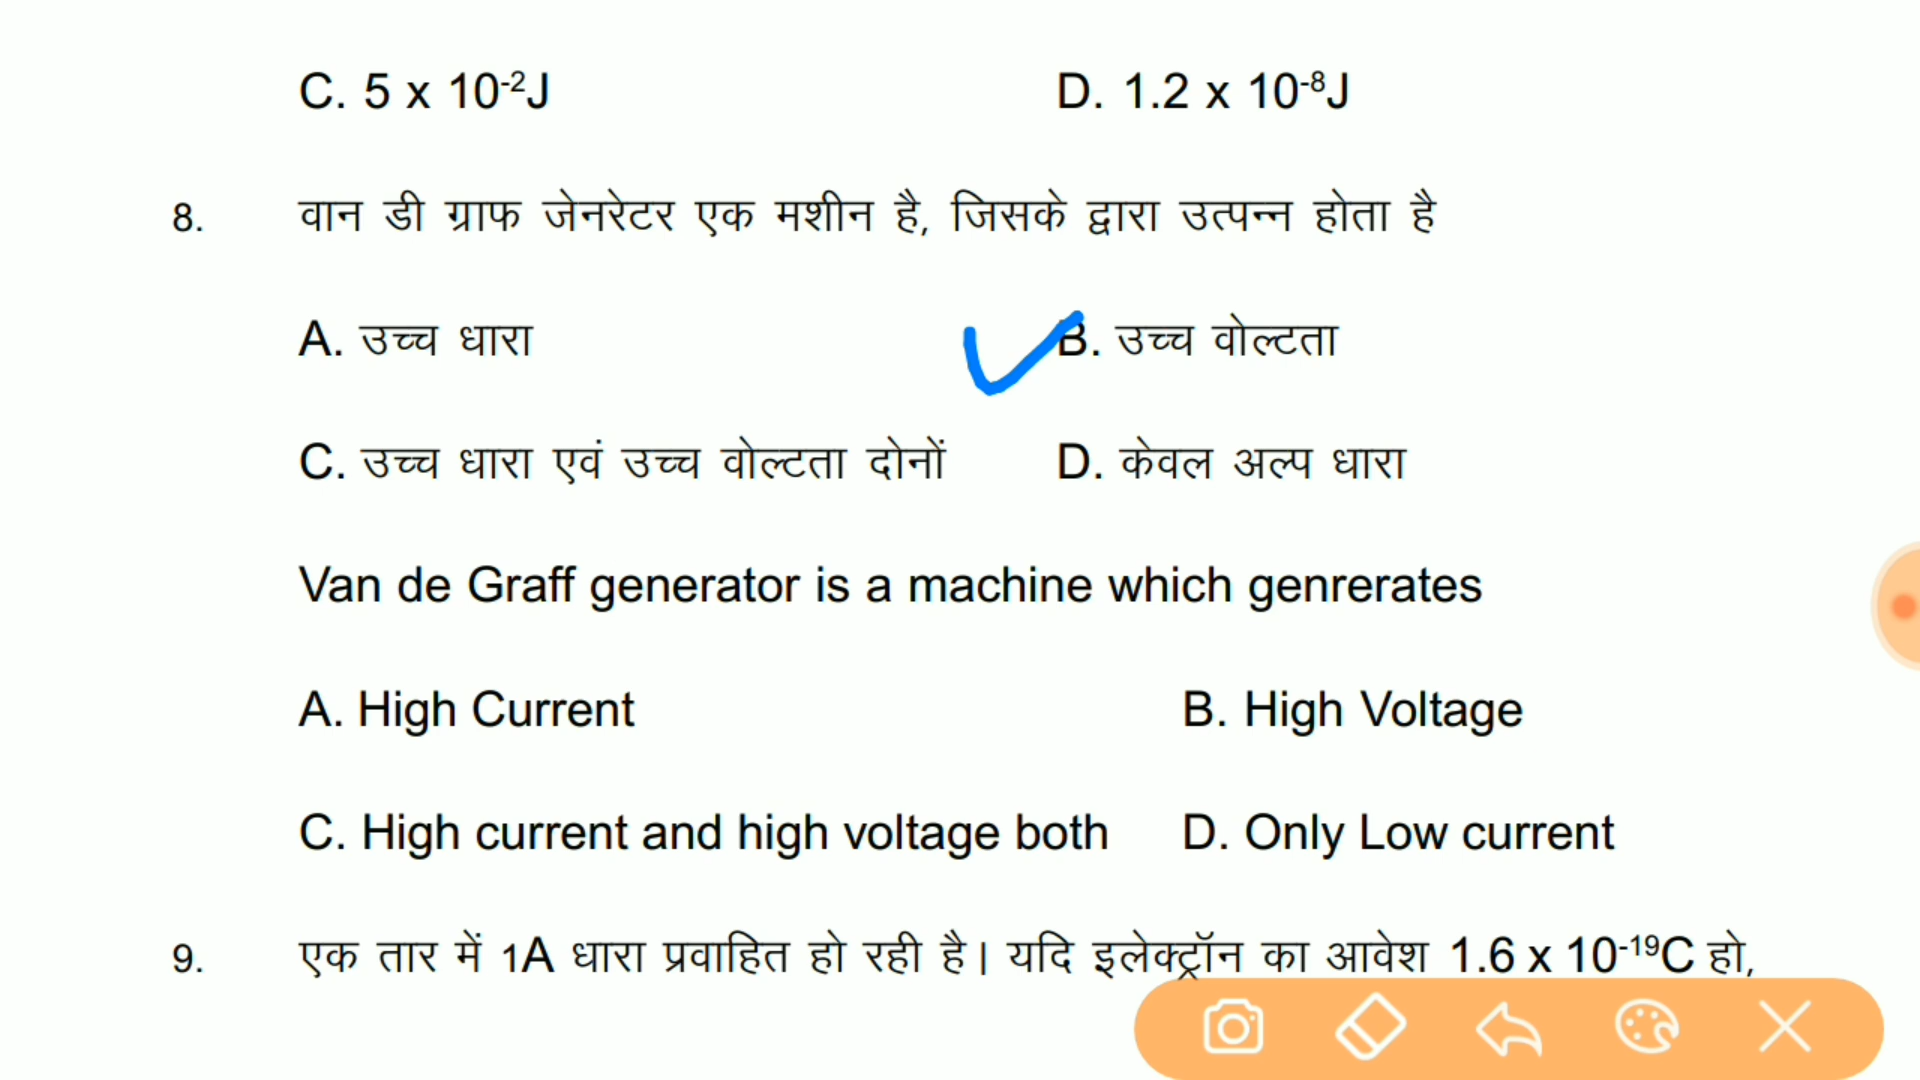 C. 5 x 10⁻²J D. 1.2 x 10⁻⁸J
8. वान डी ग्राफ जेनरेटर एक मशीन है, जिसके द्वारा उत्पन्न होता है
A. उच्च धारा B. उच्च वोल्टता
C. उच्च धारा एवं उच्च वोल्टता दोनों D. केवल अल्प धारा
Van de Graff generator is a machine which genrerates
A. High Current B. High Voltage
C. High current and high voltage both D. Only Low current
9. एक तार में 1A धारा प्रवाहित हो रही है। यदि इलेक्ट्रॉन का आवेश 1.6 x 10⁻¹⁹C हो,